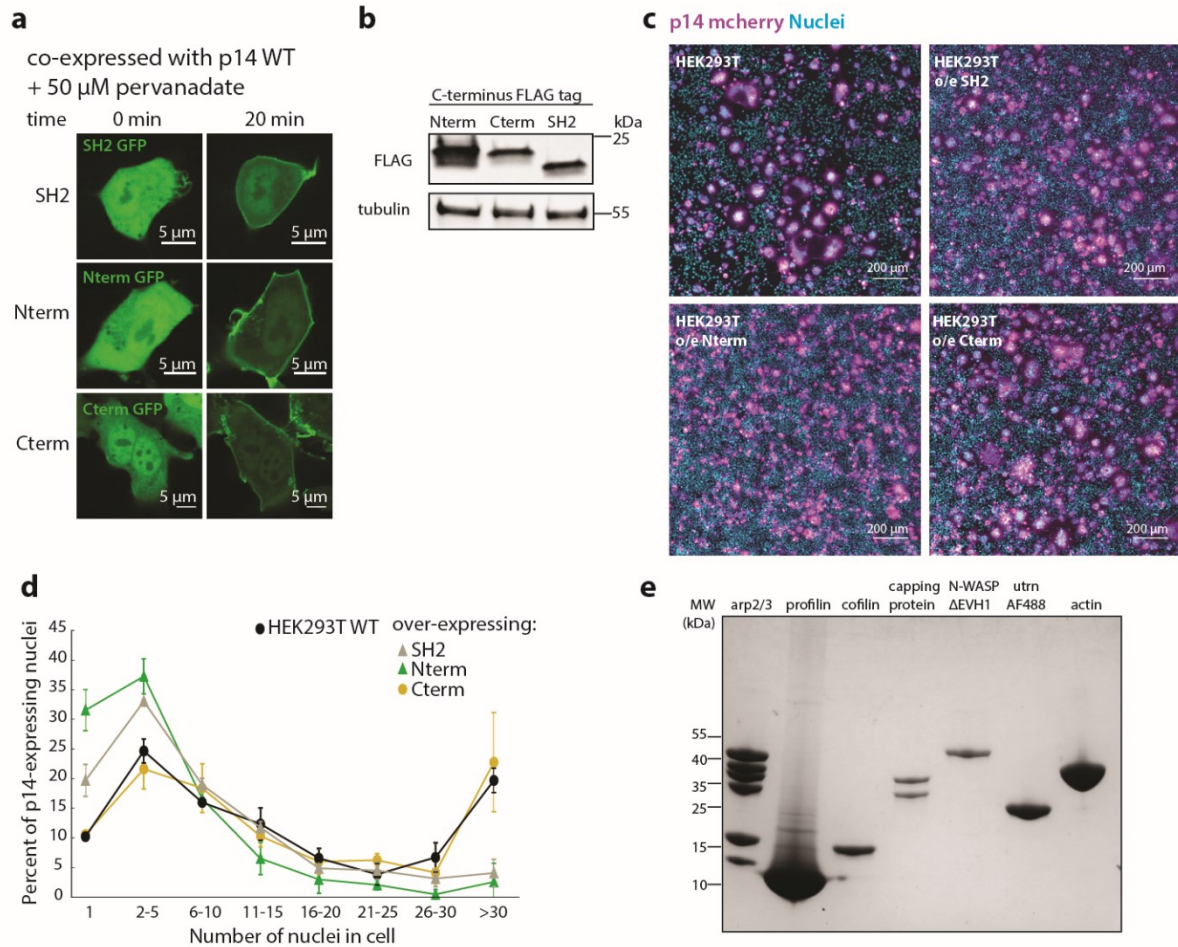 a
co-expressed with p14 WT
+ 50 μM pervanadate
time 0 min 20 min
SH2 GFP
SH2
5 μm 5 μm
Nterm GFP
Nterm
5 μm 5 μm
Cterm GFP
Cterm
5 μm 5 μm
b
C-terminus FLAG tag
Nterm Cterm SH2 kDa
25
FLAG
tubulin
55
c p14 mcherry Nuclei
HEK293T
200 μm
HEK293T
o/e SH2
200 μm
HEK293T
o/e Nterm
200 μm
HEK293T
o/e Cterm
200 μm
d
HEK293T WT
over-expressing:
SH2
Nterm
Cterm
Percent of p14-expressing nuclei
45
40
35
30
25
20
15
10
5
0
1 2-5 6-10 11-15 16-20 21-25 26-30 >30
Number of nuclei in cell
e
MW
(kDa)
arp2/3
profilin
cofilin
capping
protein
N-WASP
ΔEVH1
utrn
AF488
actin
55
40
35
25
15
10